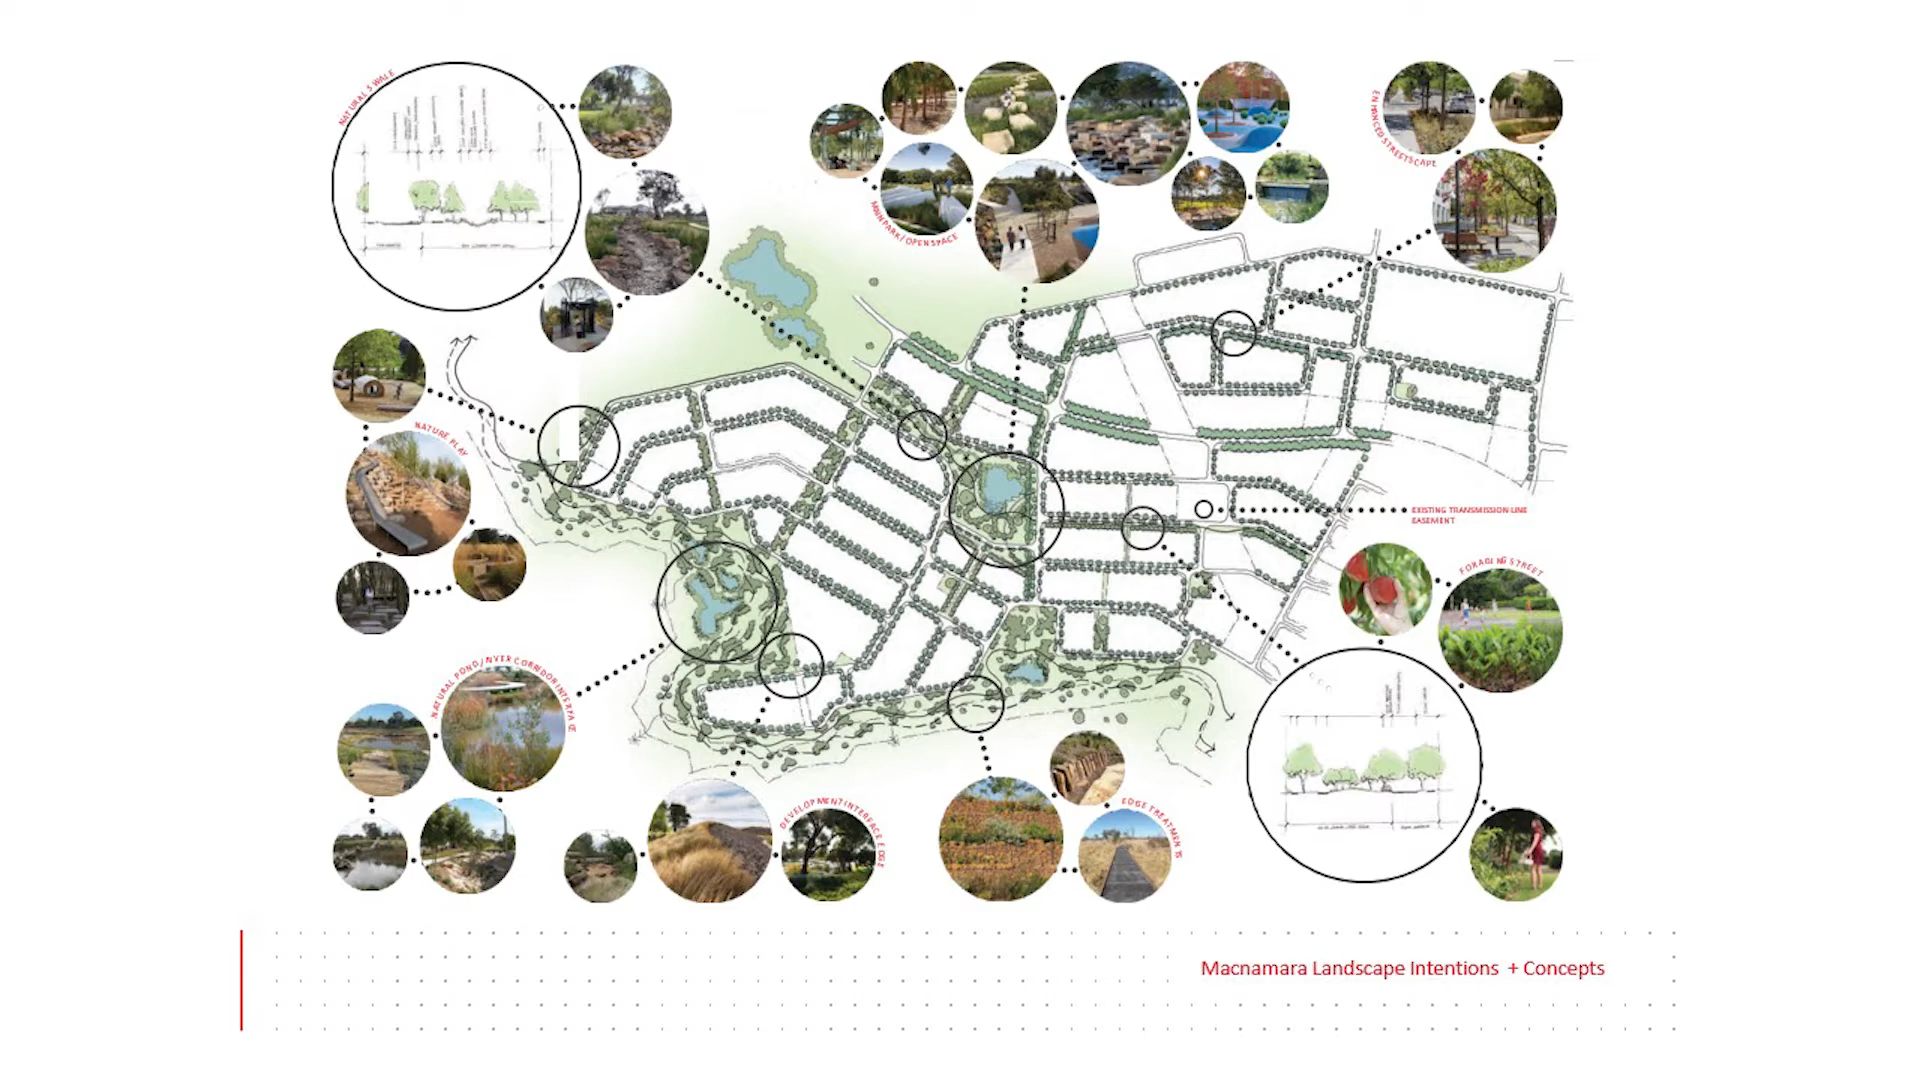 NATURAL SWALE
MAIN PARK / OPEN SPACE
ENHANCED STREETSCAPE
NATURE PLAY
EXISTING TRANSMISSION LINE
EASEMENT
FORAGING STREET
NATURAL POND / RIVER CORRIDOR INTERFACE
DEVELOPMENT INTERFACE EDGE
EDGE TREATMENTS
Macnamara Landscape Intentions + Concepts